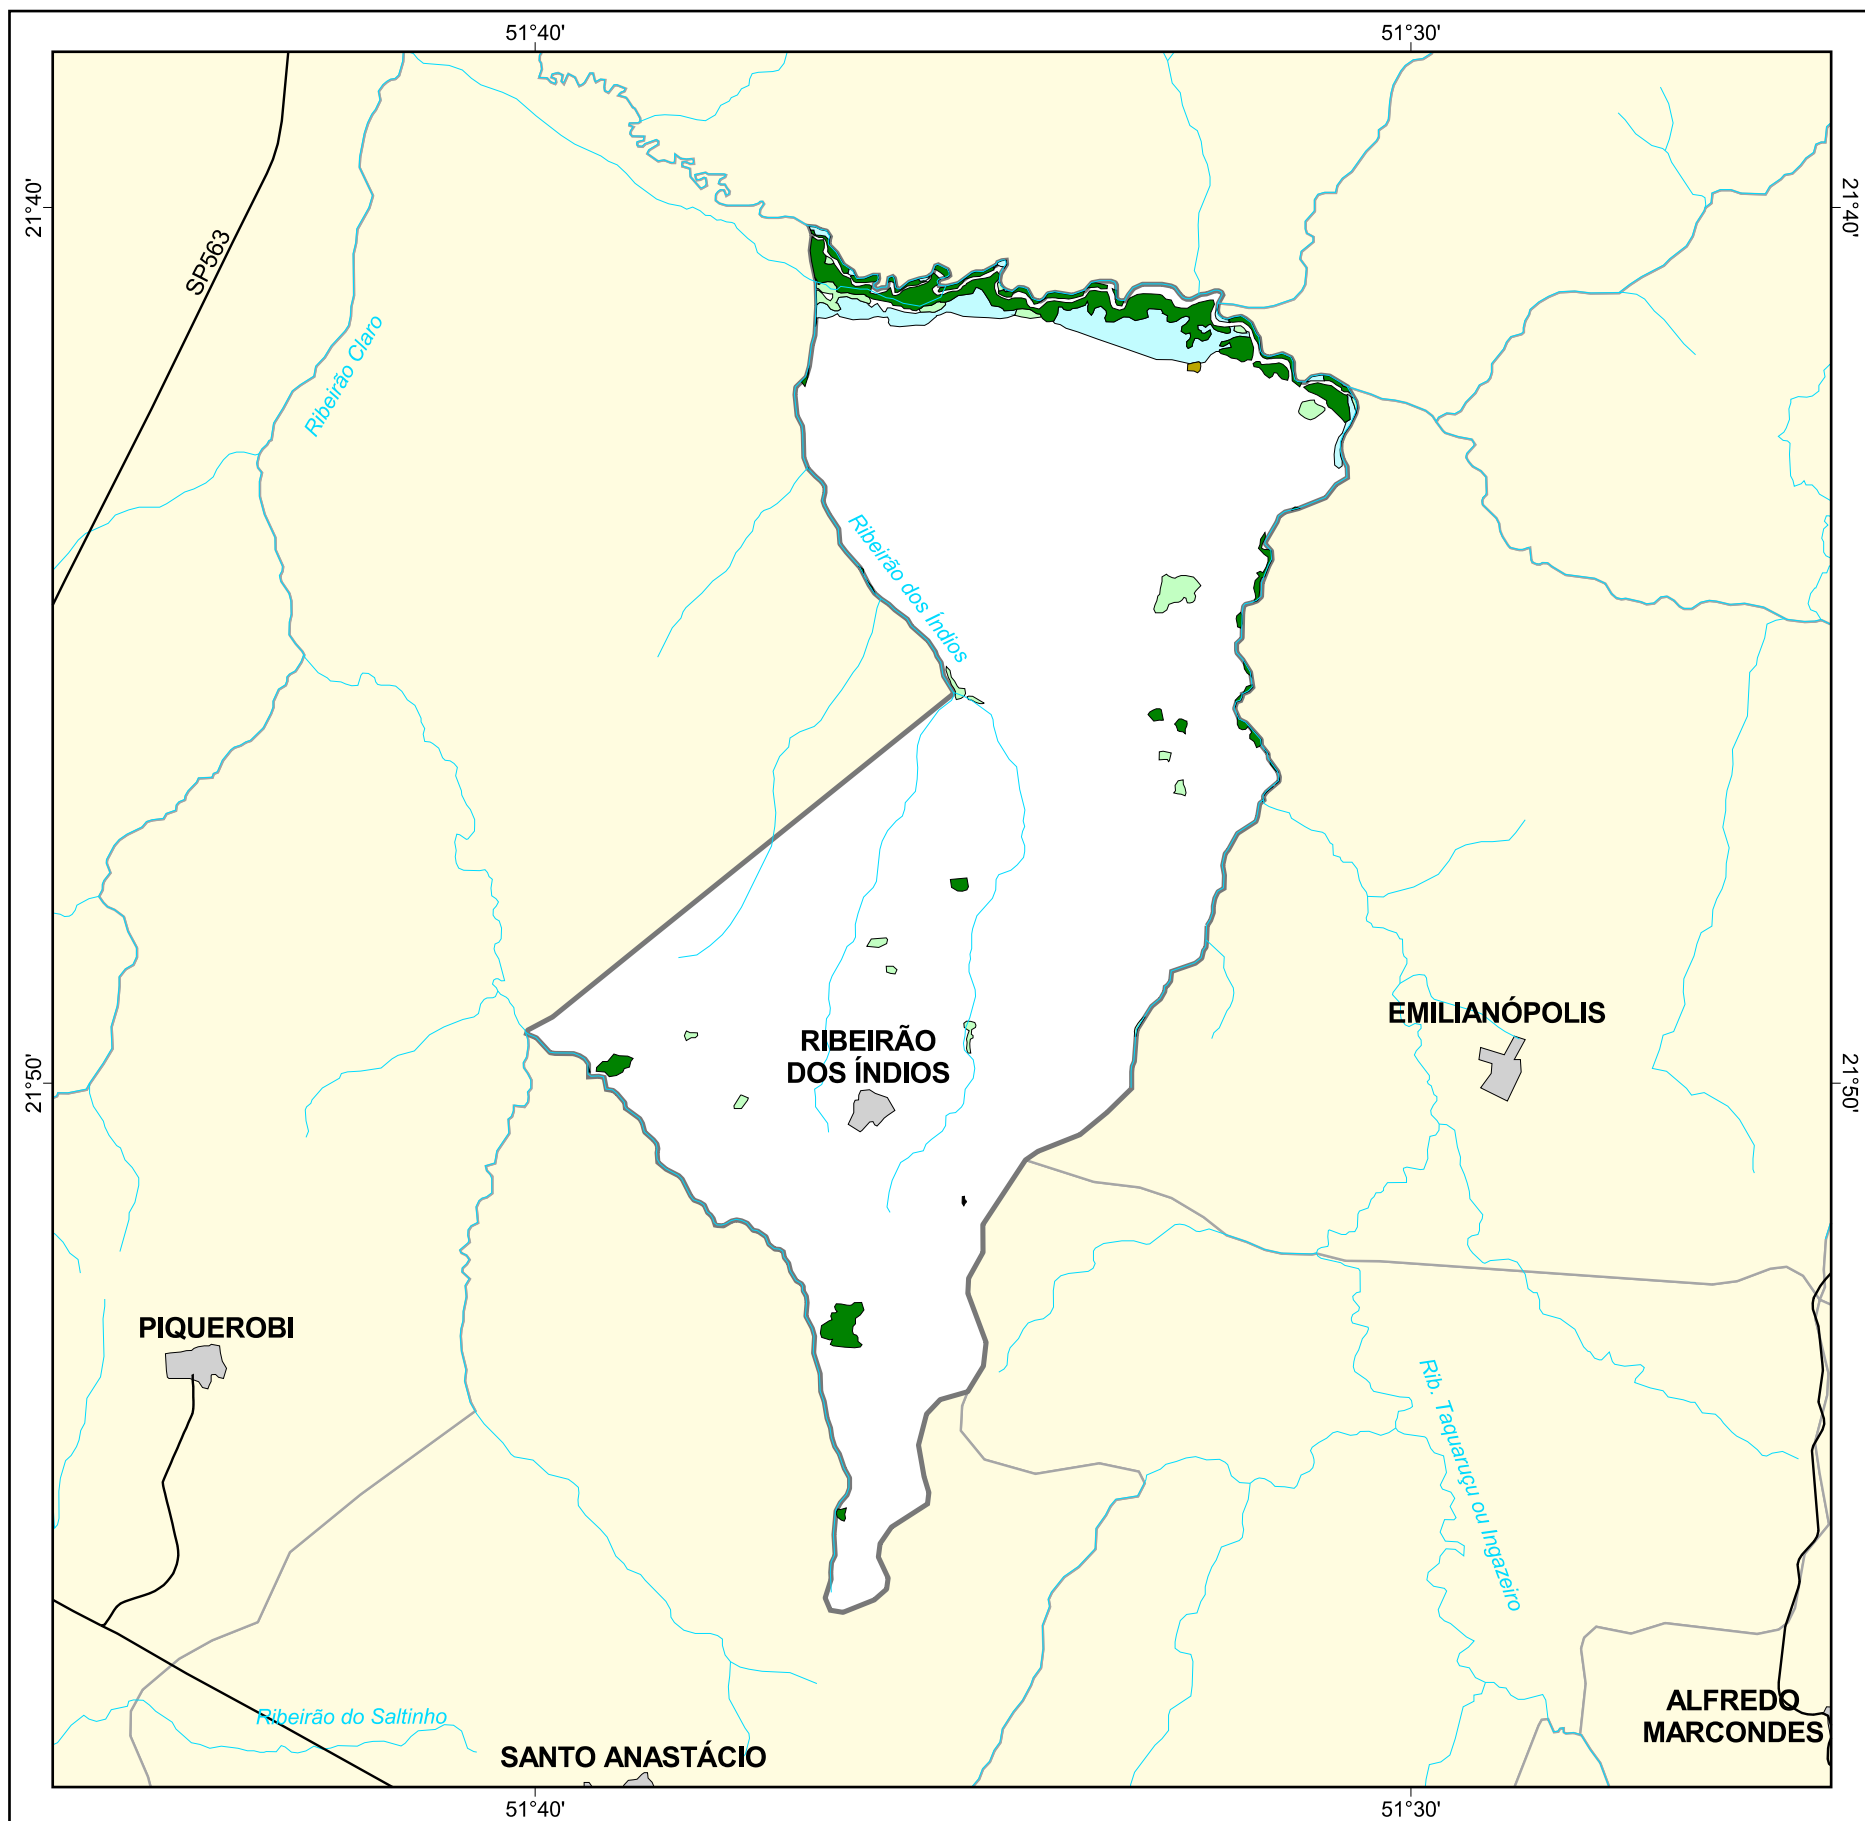 51°40'
51°30'
21°40'
21°40'
SP563
Ribeirão Claro
Ribeirão dos Índios
EMILIANÓPOLIS
RIBEIRÃO
DOS ÍNDIOS
21°50'
21°50'
PIQUEROBI
Rib. Taquaruçu ou Ingazeiro
ALFREDO
MARCONDES
Ribeirão do Saltinho
SANTO ANASTÁCIO
51°40'
51°30'